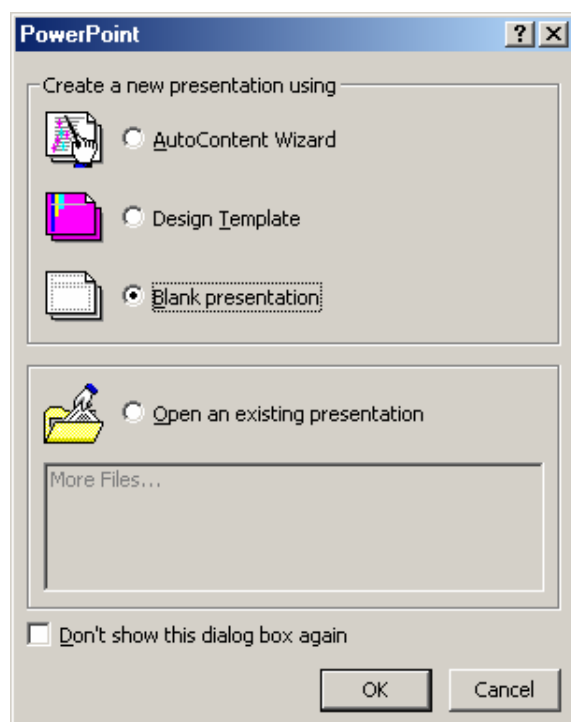 PowerPoint
Create a new presentation using
AutoContent Wizard
Design Template
Blank presentation
Open an existing presentation
More Files...
Don't show this dialog box again
OK Cancel